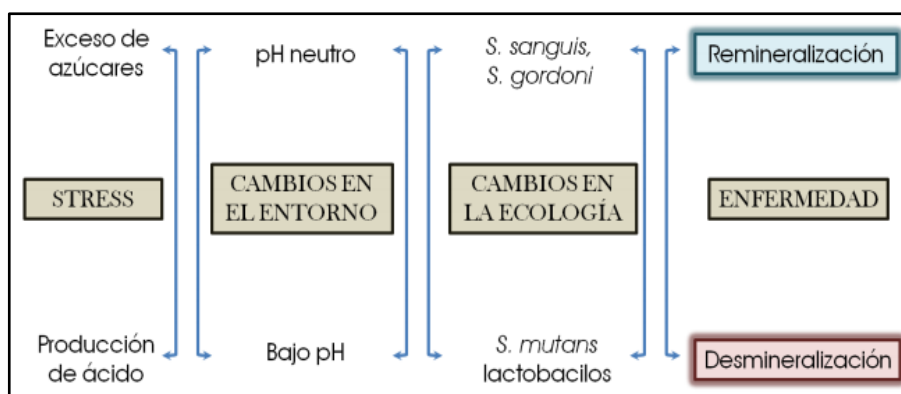 Exceso de
azúcares
pH neutro
S. sanguis,
S. gordoni
Remineralización
STRESS
CAMBIOS EN
EL ENTORNO
CAMBIOS EN
LA ECOLOGÍA
ENFERMEDAD
Producción
de ácido
Bajo pH
S. mutans
lactobacilos
Desmineralización